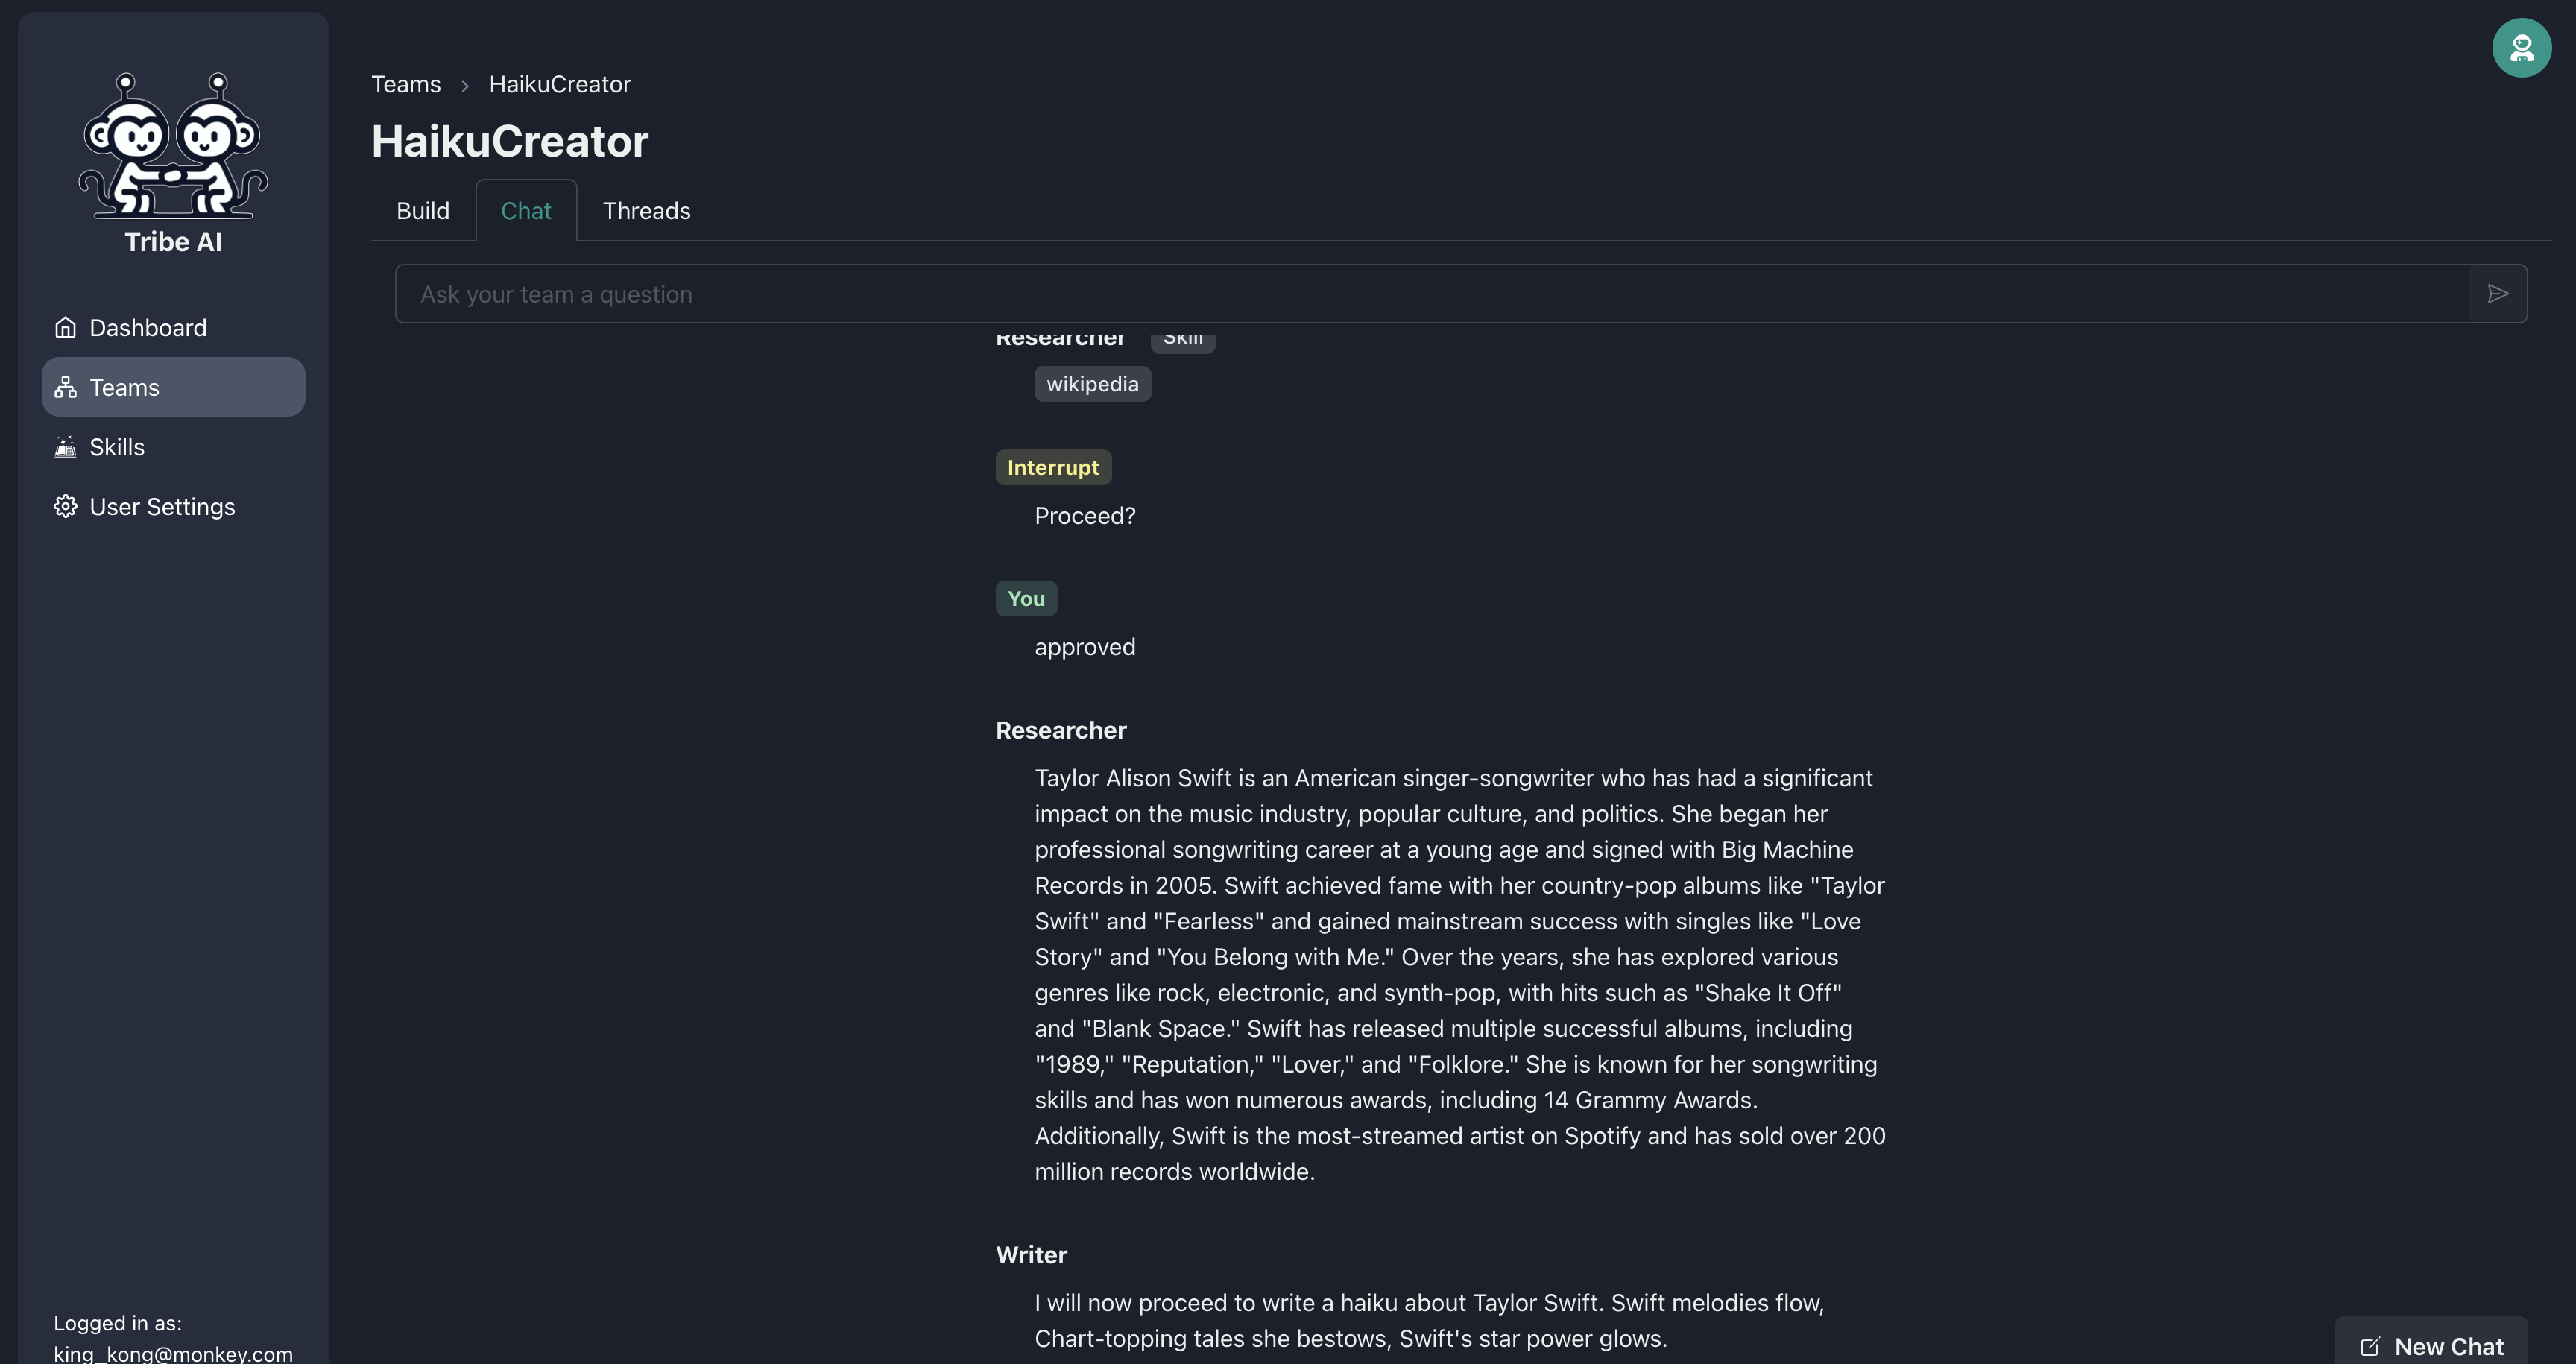 Tribe AI
Dashboard
Teams
Skills
User Settings
Logged in as:
king_kong@monkey.com
Teams > HaikuCreator
HaikuCreator
Build
Chat
Threads
Ask your team a question
Researcher Skill
wikipedia
Interrupt
Proceed?
You
approved
Researcher
Taylor Alison Swift is an American singer-songwriter who has had a significant
impact on the music industry, popular culture, and politics. She began her
professional songwriting career at a young age and signed with Big Machine
Records in 2005. Swift achieved fame with her country-pop albums like "Taylor
Swift" and "Fearless" and gained mainstream success with singles like "Love
Story" and "You Belong with Me." Over the years, she has explored various
genres like rock, electronic, and synth-pop, with hits such as "Shake It Off"
and "Blank Space." Swift has released multiple successful albums, including
"1989," "Reputation," "Lover," and "Folklore." She is known for her songwriting
skills and has won numerous awards, including 14 Grammy Awards.
Additionally, Swift is the most-streamed artist on Spotify and has sold over 200
million records worldwide.
Writer
I will now proceed to write a haiku about Taylor Swift. Swift melodies flow,
Chart-topping tales she bestows, Swift's star power glows.
New Chat